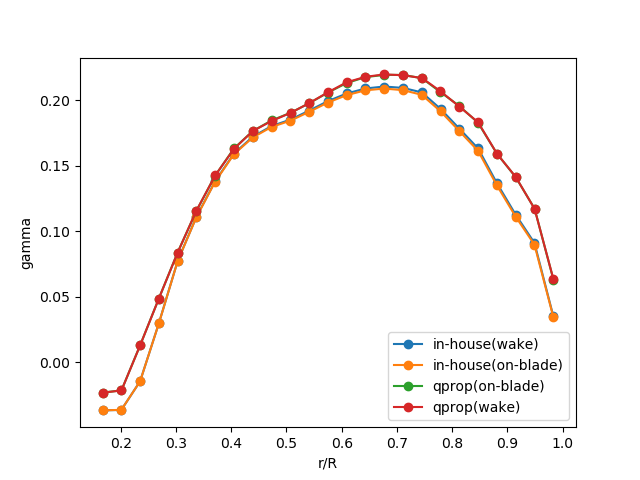 0.20
0.15
0.10
0.05
0.00
gamma
0.2 0.3 0.4 0.5 0.6 0.7 0.8 0.9 1.0
r/R
in-house(wake)
in-house(on-blade)
qprop(on-blade)
qprop(wake)